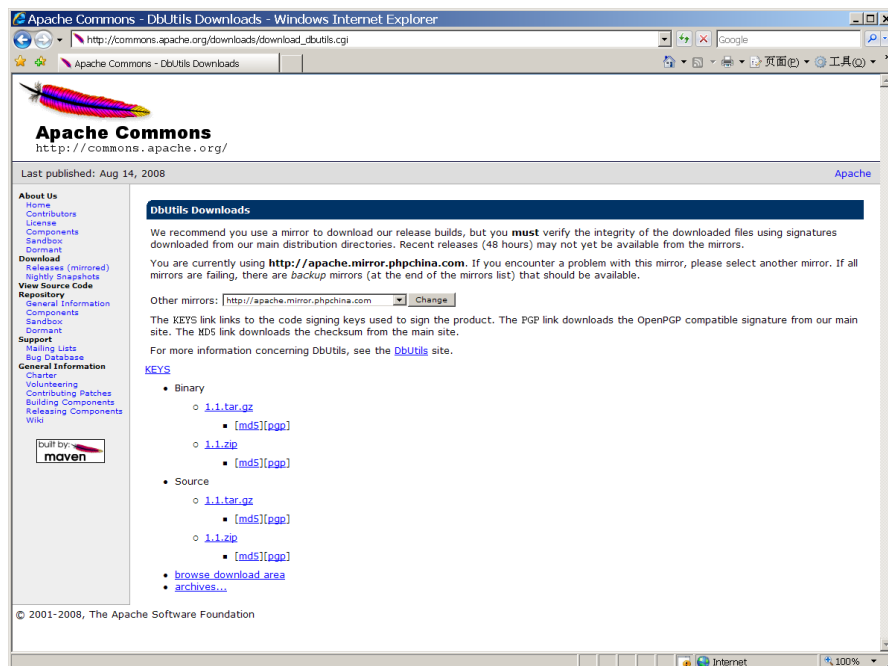 Apache Commons - DbUtils Downloads - Windows Internet Explorer
http://commons.apache.org/downloads/download_dbutils.cgi
Google
Apache Commons - DbUtils Downloads
页面(P)
工具(O)
Apache Commons
http://commons.apache.org/
Last published: Aug 14, 2008
Apache
About Us
Home
Contributors
License
Components
Sandbox
Dormant
Download
Releases (mirrored)
Nightly Snapshots
View Source Code
Repository
General Information
Components
Sandbox
Dormant
Support
Mailing Lists
Bug Database
General Information
Charter
Volunteering
Contributing Patches
Building Components
Releasing Components
Wiki
built by:
maven
DbUtils Downloads
We recommend you use a mirror to download our release builds, but you must verify the integrity of the downloaded files using signatures
downloaded from our main distribution directories. Recent releases (48 hours) may not yet be available from the mirrors.
You are currently using http://apache.mirror.phpchina.com. If you encounter a problem with this mirror, please select another mirror. If all
mirrors are failing, there are backup mirrors (at the end of the mirrors list) that should be available.
Other mirrors: http://apache.mirror.phpchina.com Change
The KEYS link links to the code signing keys used to sign the product. The PGP link downloads the OpenPGP compatible signature from our main
site. The MD5 link downloads the checksum from the main site.
For more information concerning DbUtils, see the DbUtils site.
KEYS
Binary
1.1.tar.gz
[md5][pgp]
1.1.zip
[md5][pgp]
Source
1.1.tar.gz
[md5][pgp]
1.1.zip
[md5][pgp]
browse download area
archives...
© 2001-2008, The Apache Software Foundation
Internet
100%